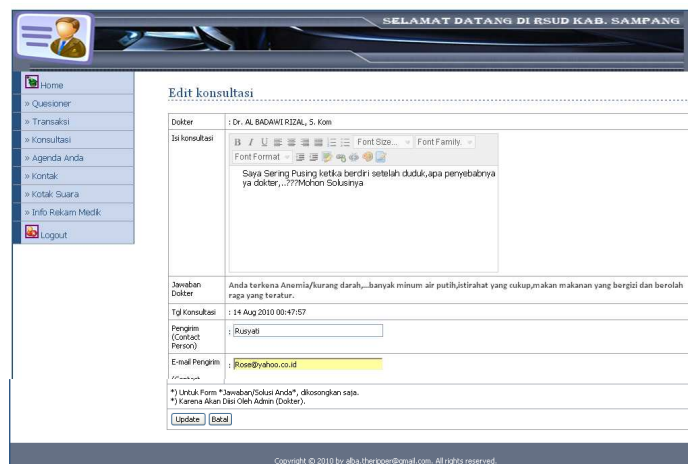 SELAMAT DATANG DI RSUD KAB. SAMPANG
Home
» Quesioner
» Transaksi
» Konsultasi
» Agenda Anda
» Kontak
» Kotak Suara
» Info Rekam Medik
Logout
Edit konsultasi
Dokter : Dr. AL BADAWI RIZAL, S. Kom
Isi konsultasi
B I U Font Size... Font Family.
Font Format
Saya Sering Pusing ketika berdiri setelah duduk,apa penyebabnya
ya dokter,..???Mohon Solusinya
Jawaban
Dokter
Anda terkena Anemia/kurang darah,...banyak minum air putih,istirahat yang cukup,makan makanan yang bergizi dan berolah
raga yang teratur.
Tgl Konsultasi : 14 Aug 2010 00:47:57
Pengirim
(Contact
Person)
: Rusyati
E-mail Pengirim : Rose@yahoo.co.id
*) Untuk Form *Jawaban/Solusi Anda*, dikosongkan saja.
*) Karena Akan Diisi Oleh Admin (Dokter).
Update Batal
Copyright © 2010 by alba.theripper@gmail.com. All rights reserved.